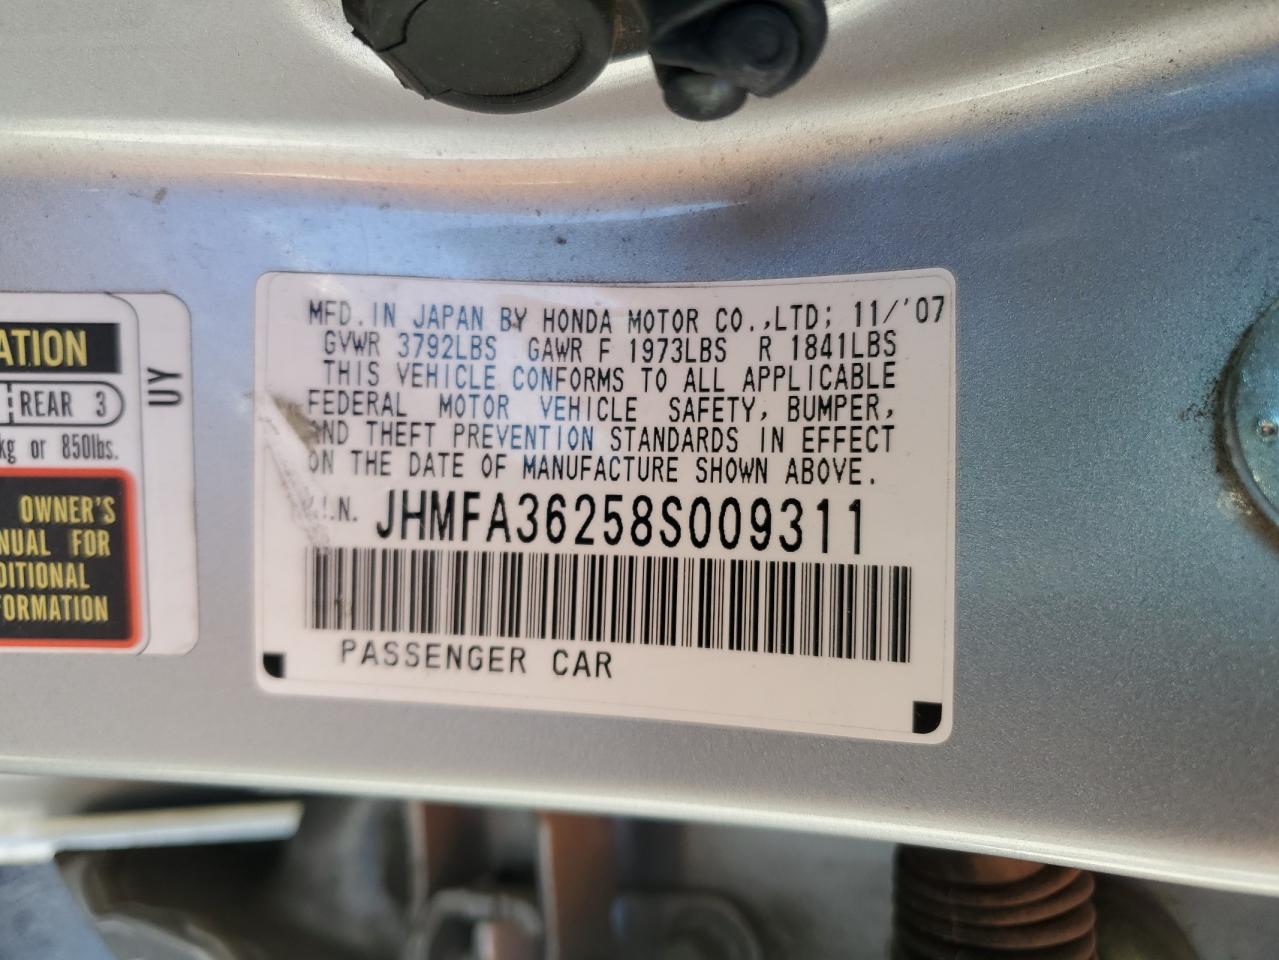 ATION
REAR 3
kg or 850lbs.
OWNER'S
NUAL FOR
DITIONAL
FORMATION
UY
MFD. IN JAPAN BY HONDA MOTOR CO.,LTD; 11/'07
GVWR 3792LBS GAWR F 1973LBS R 1841LBS
THIS VEHICLE CONFORMS TO ALL APPLICABLE
FEDERAL MOTOR VEHICLE SAFETY, BUMPER,
AND THEFT PREVENTION STANDARDS IN EFFECT
ON THE DATE OF MANUFACTURE SHOWN ABOVE.
V.I.N. JHMFA36258S009311
PASSENGER CAR